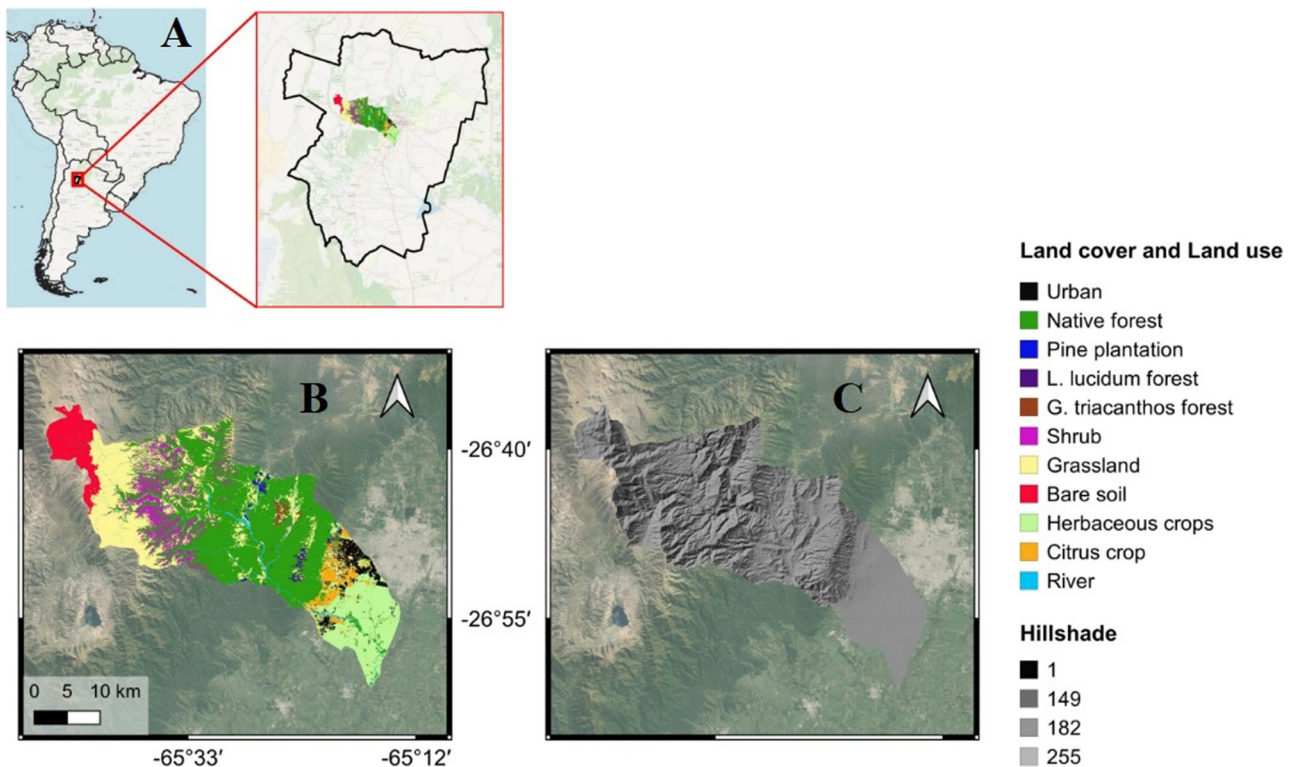 A
B
C
-26°40′
-26°55′
0 5 10 km
-65°33′
-65°12′
Land cover and Land use
Urban
Native forest
Pine plantation
L. lucidum forest
G. triacanthos forest
Shrub
Grassland
Bare soil
Herbaceous crops
Citrus crop
River
Hillshade
1
149
182
255